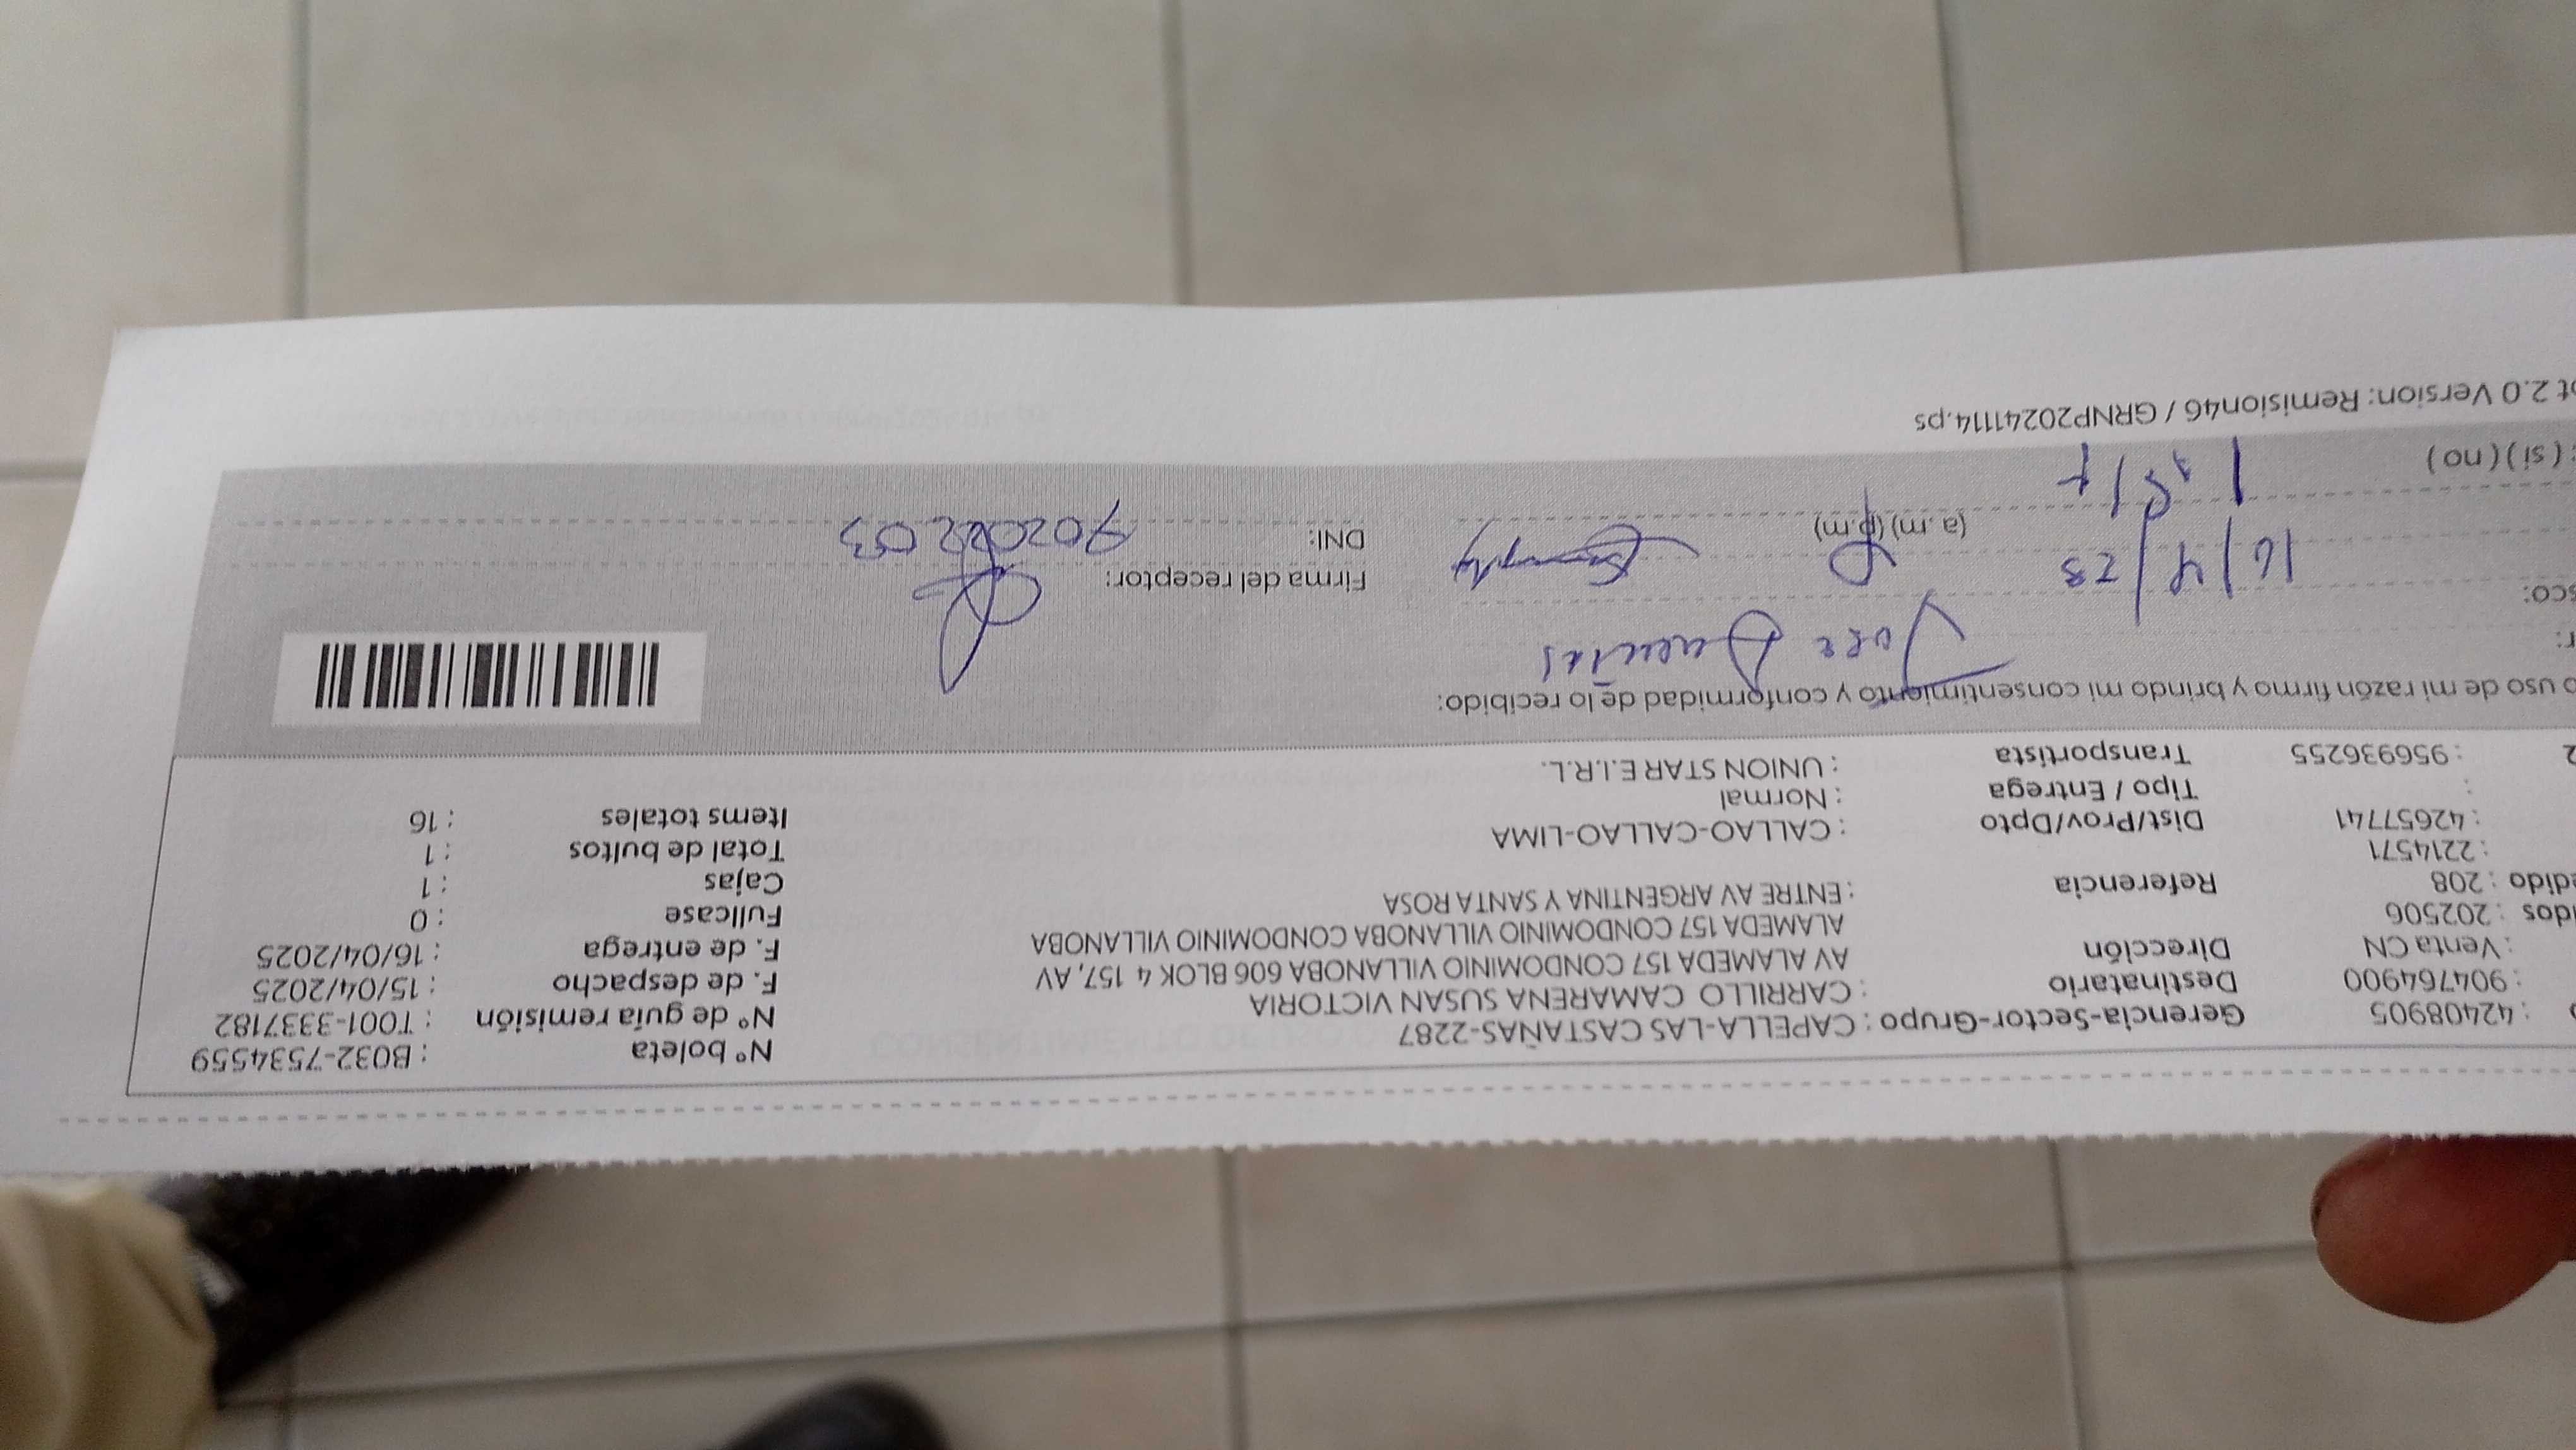 : 42408905 Gerencia-Sector-Grupo : CAPELLA-LAS CASTAÑAS-2287 N° boleta : B032-7534559
: 904764900 Destinatario : CARRILLO CAMARENA SUSAN VICTORIA N° de guía remisión : T001-3337182
: Venta CN Dirección AV ALAMEDA 157 CONDOMINIO VILLANOBA 606 BLOK 4 157, AV F. de despacho : 15/04/2025
: 202506 ALAMEDA 157 CONDOMINIO VILLANOBA CONDOMINIO VILLANOBA F. de entrega : 16/04/2025
: 208 Referencia : ENTRE AV ARGENTINA Y SANTA ROSA Fullcase : 0
: 2214571 Cajas : 1
: 42657741 Dist/Prov/Dpto : CALLAO-CALLAO-LIMA Total de bultos : 1
: Tipo / Entrega : Normal Items totales : 16
: 956936255 Transportista : UNION STAR E.I.R.L.
uso de mi razón firmo y brindo mi consentimiento y conformidad de lo recibido:
Jose
16/4/23 (a.m) (p.m) Firma del receptor:
DNI:
(si) (no)
2.0 Version: Remision46 / GRNP20241114.ps